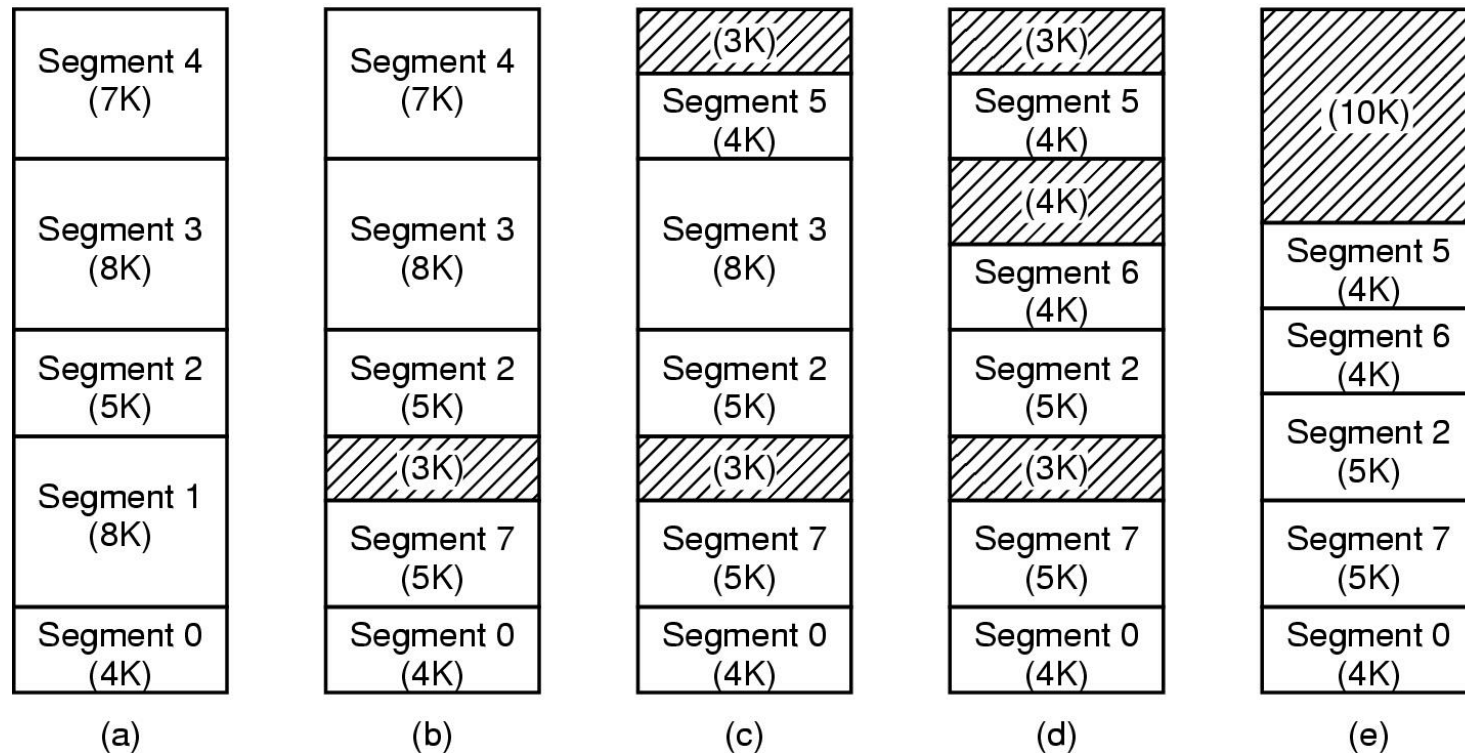 Segment 4
(7K)
Segment 3
(8K)
Segment 2
(5K)
Segment 1
(8K)
Segment 0
(4K)
(a)
Segment 4
(7K)
Segment 3
(8K)
Segment 2
(5K)
(3K)
Segment 7
(5K)
Segment 0
(4K)
(b)
(3K)
Segment 5
(4K)
Segment 3
(8K)
Segment 2
(5K)
(3K)
Segment 7
(5K)
Segment 0
(4K)
(c)
(3K)
Segment 5
(4K)
(4K)
Segment 6
(4K)
Segment 2
(5K)
(3K)
Segment 7
(5K)
Segment 0
(4K)
(d)
(10K)
Segment 5
(4K)
Segment 6
(4K)
Segment 2
(5K)
Segment 7
(5K)
Segment 0
(4K)
(e)